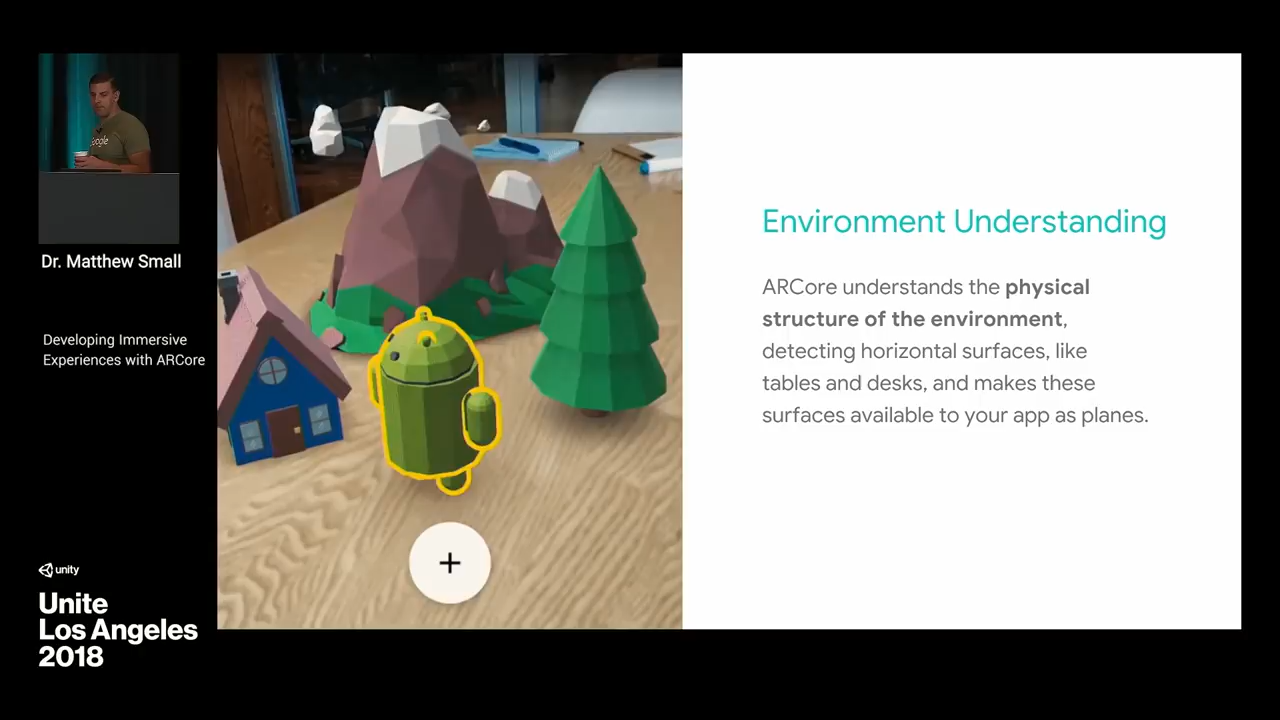 Google
Dr. Matthew Small
Developing Immersive
Experiences with ARCore
unity
Unite
Los Angeles
2018
+
Environment Understanding
ARCore understands the physical
structure of the environment,
detecting horizontal surfaces, like
tables and desks, and makes these
surfaces available to your app as planes.